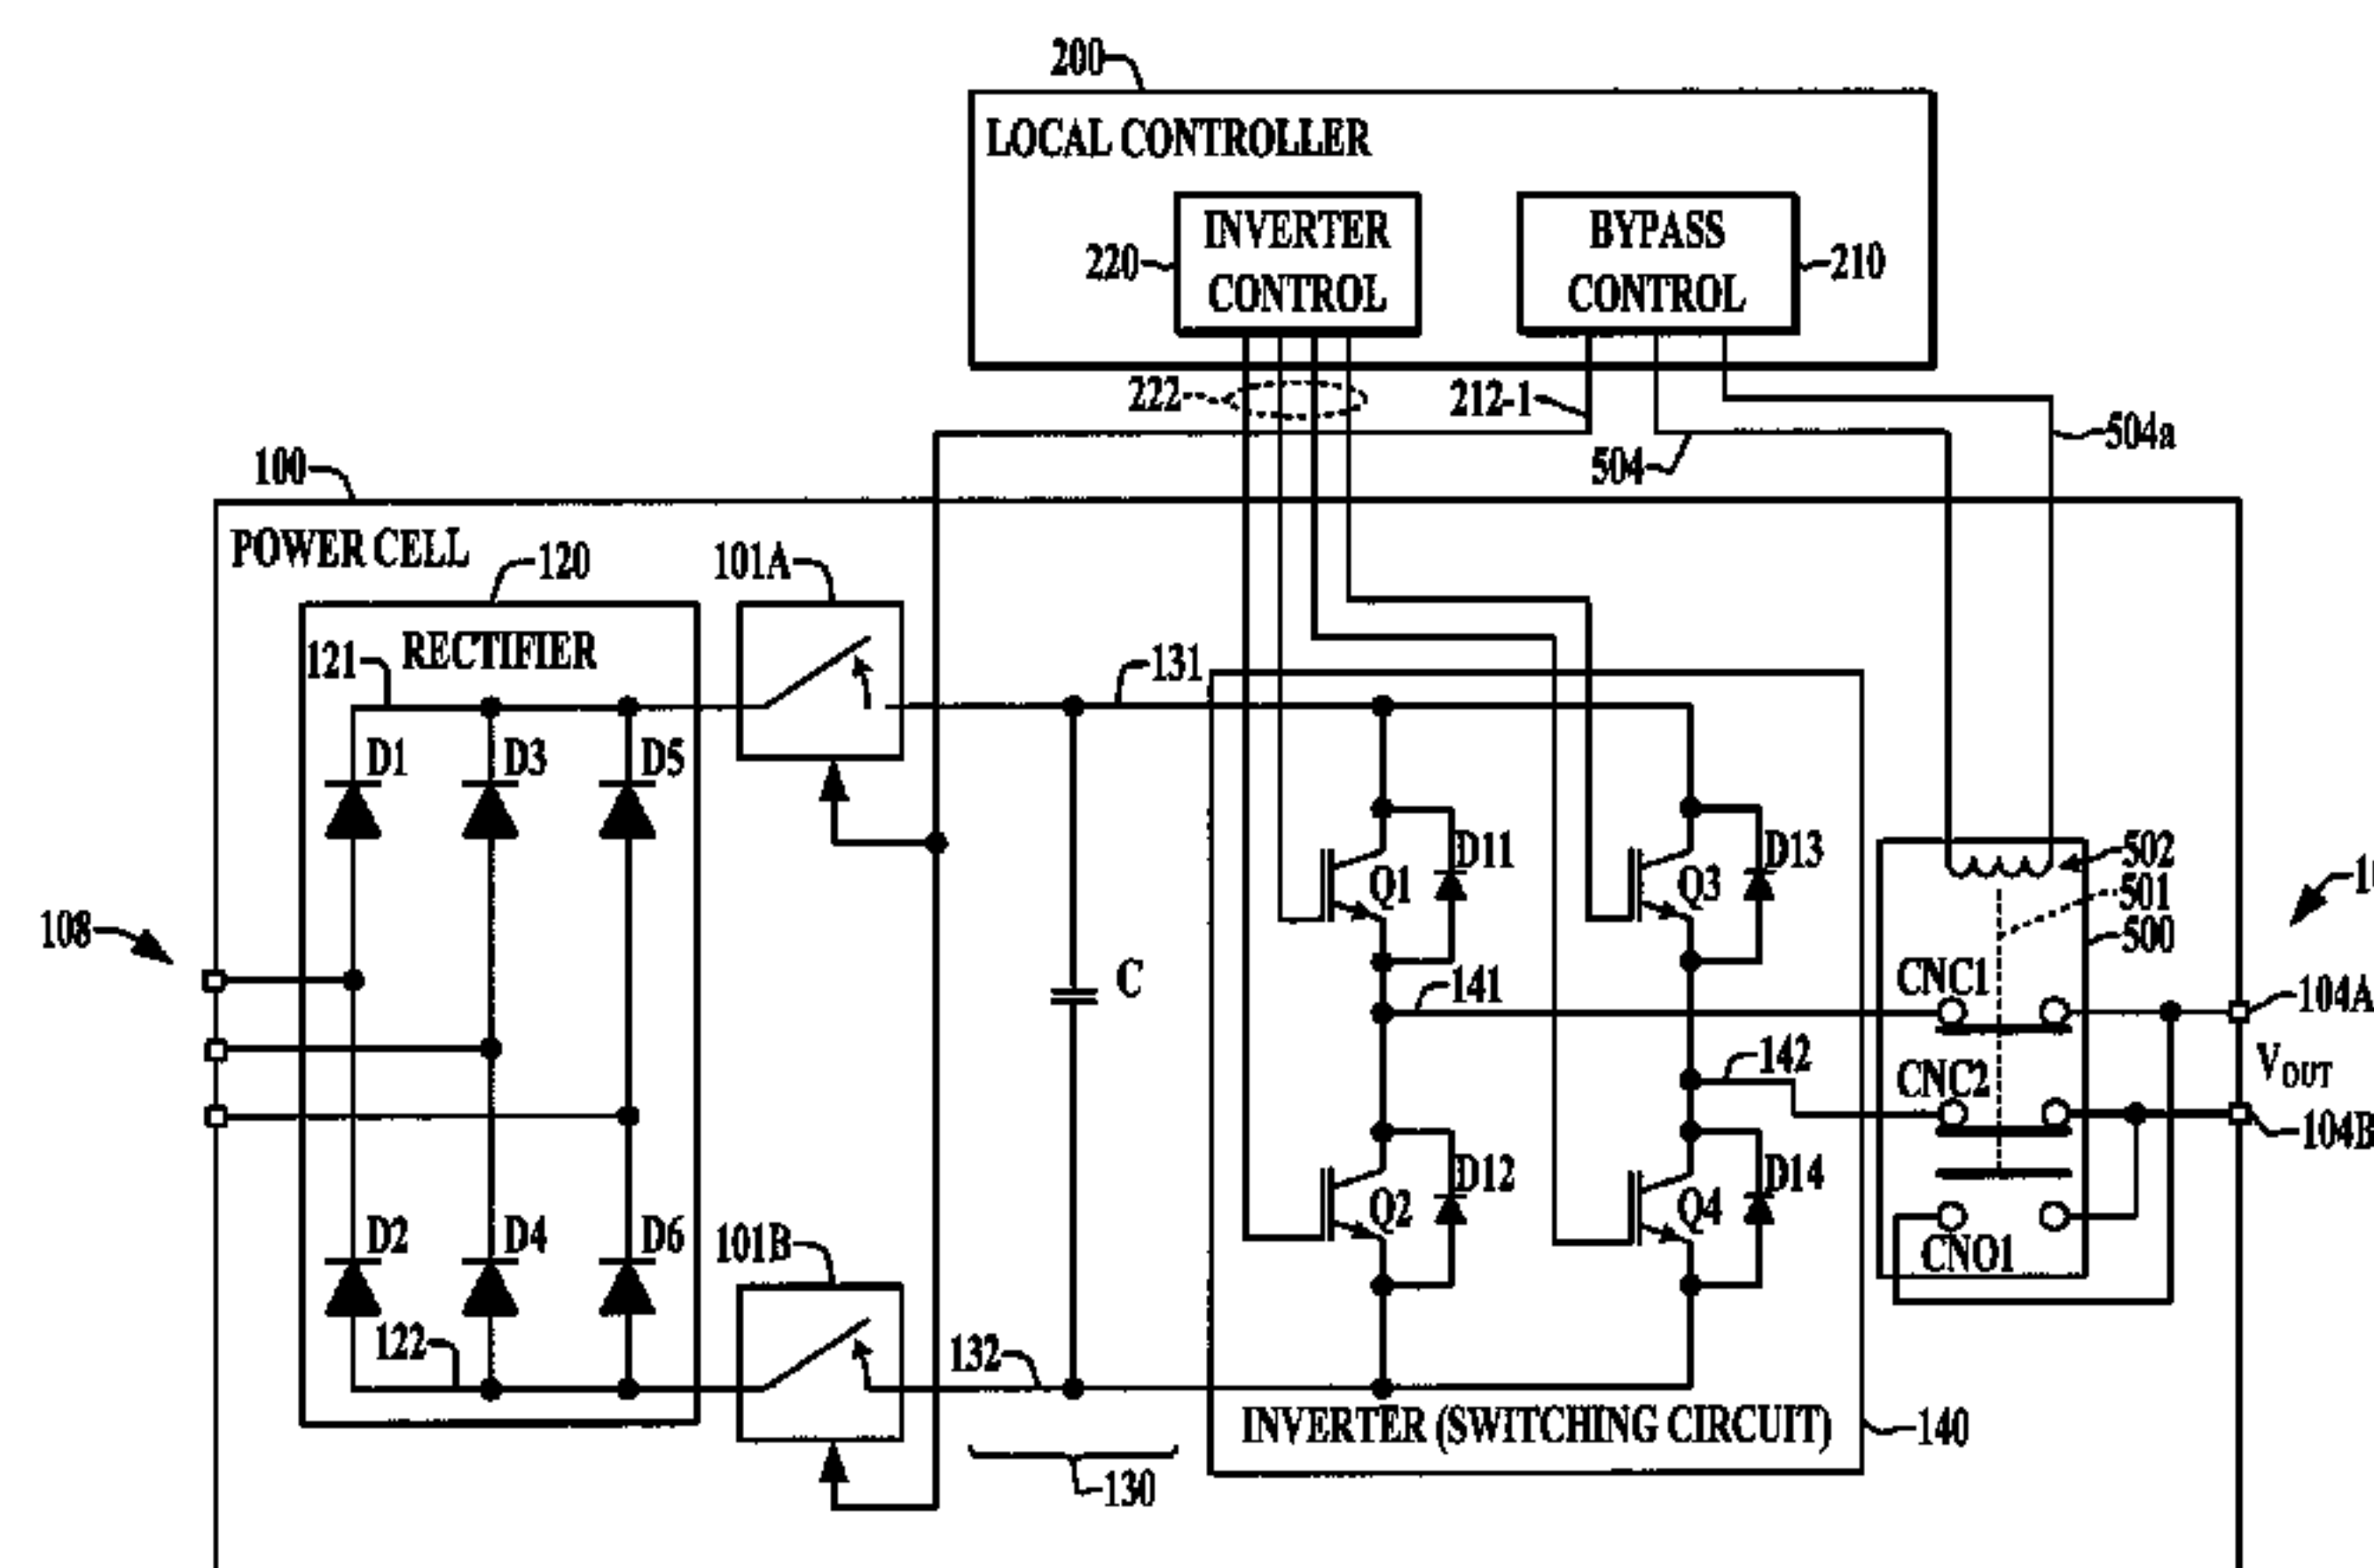 200
LOCAL CONTROLLER
INVERTER
CONTROL
BYPASS
CONTROL
220
210
222
212-1
504
504a
100
POWER CELL
120
101A
RECTIFIER
121
131
D1
D3
D5
D11
Q1
D13
Q3
502
501
500
108
C
141
CNC1
104A
142
CNC2
VOUT
104B
D12
Q2
D14
Q4
D2
D4
D6
101B
CNO1
122
132
INVERTER (SWITCHING CIRCUIT)
140
130